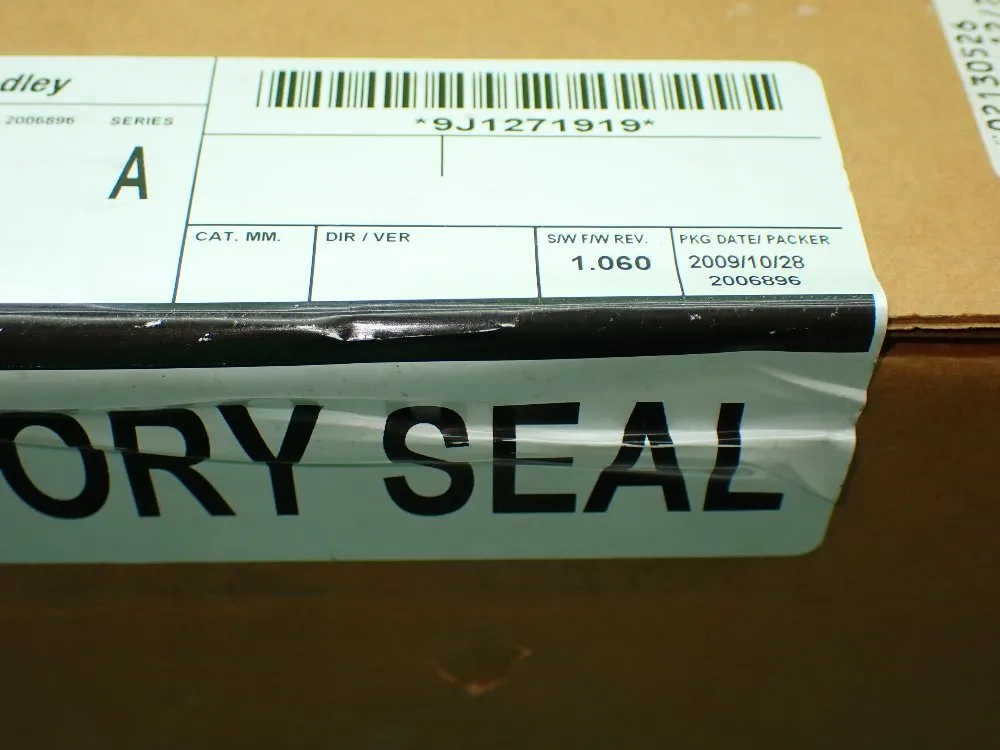 dley
2006896 SERIES
A
*9J1271919*
CAT. MM. DIR / VER S/W F/W REV. PKG DATE/ PACKER
1.060 2009/10/28
2006896
ORY SEAL
"02130526